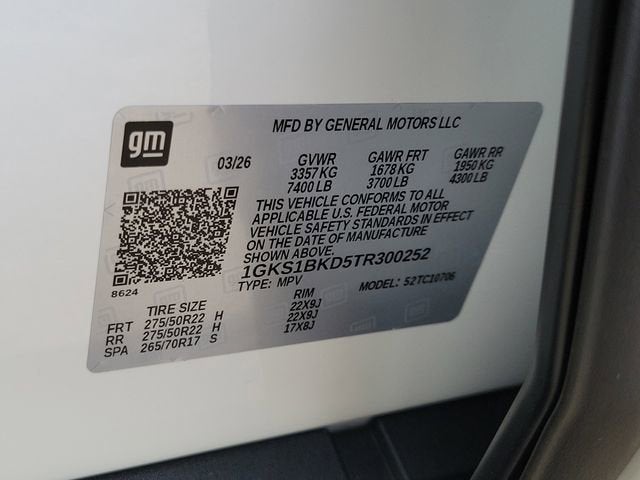 gm
MFD BY GENERAL MOTORS LLC
03/26 GVWR GAWR FRT GAWR RR
3357 KG 1678 KG 1950 KG
7400 LB 3700 LB 4300 LB
THIS VEHICLE CONFORMS TO ALL
APPLICABLE U.S. FEDERAL MOTOR
VEHICLE SAFETY STANDARDS IN EFFECT
ON THE DATE OF MANUFACTURE
SHOWN ABOVE.
1GKS1BKD5TR300252
TYPE: MPV MODEL: 52TC10706
8624
TIRE SIZE RIM
FRT 275/50R22 H 22X9J
RR 275/50R22 H 22X9J
SPA 265/70R17 S 17X8J